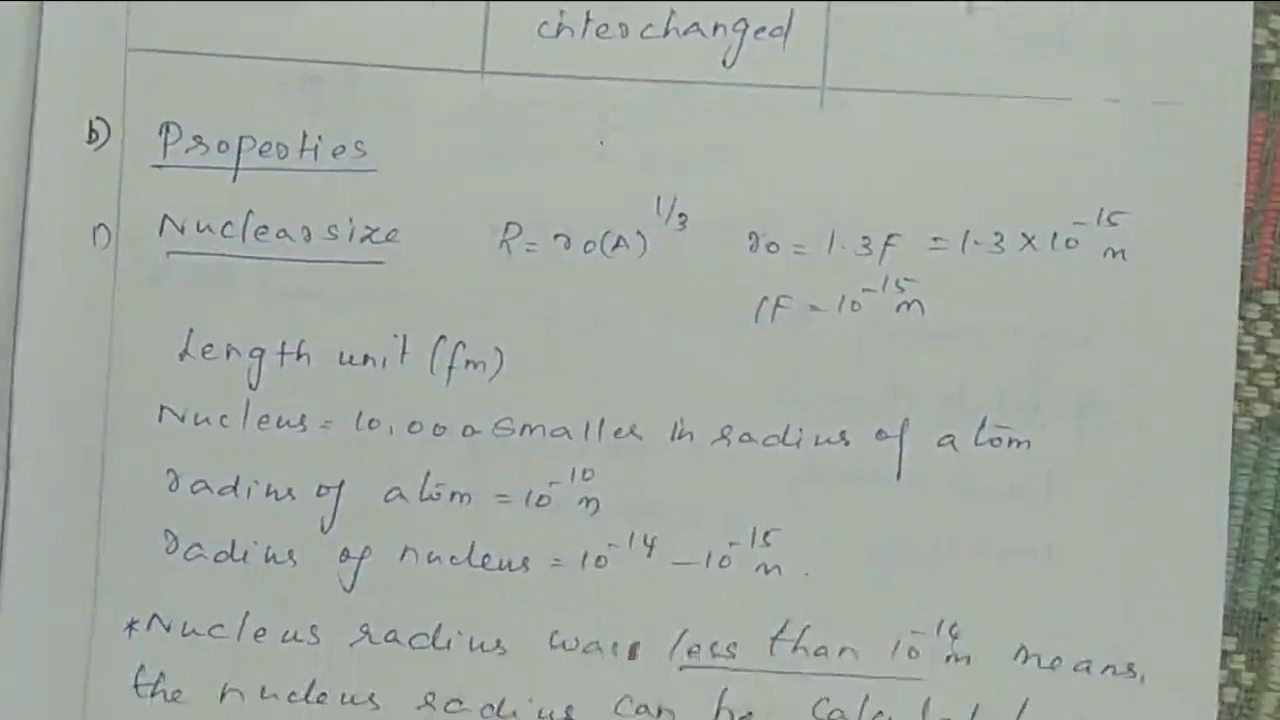 interchanged
b) Properties
1) Nuclear size R = r0(A)^1/3 r0 = 1.3F = 1.3 × 10^-15 m
1F = 10^-15 m
Length unit (fm)
Nucleus = 10,000 smaller in radius of atom
radius of atom = 10^-10 m
radius of nucleus = 10^-14 – 10^-15 m.
*Nucleus radius was less than 10^-14 m means,
the nucleus radius can be